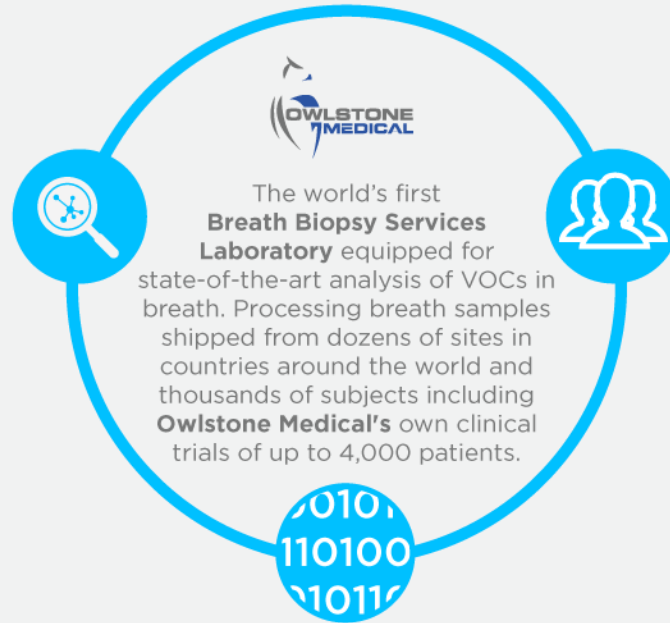 OWLSTONE
MEDICAL
The world's first
Breath Biopsy Services
Laboratory equipped for
state-of-the-art analysis of VOCs in
breath. Processing breath samples
shipped from dozens of sites in
countries around the world and
thousands of subjects including
Owlstone Medical's own clinical
trials of up to 4,000 patients.
0101
110100
01011